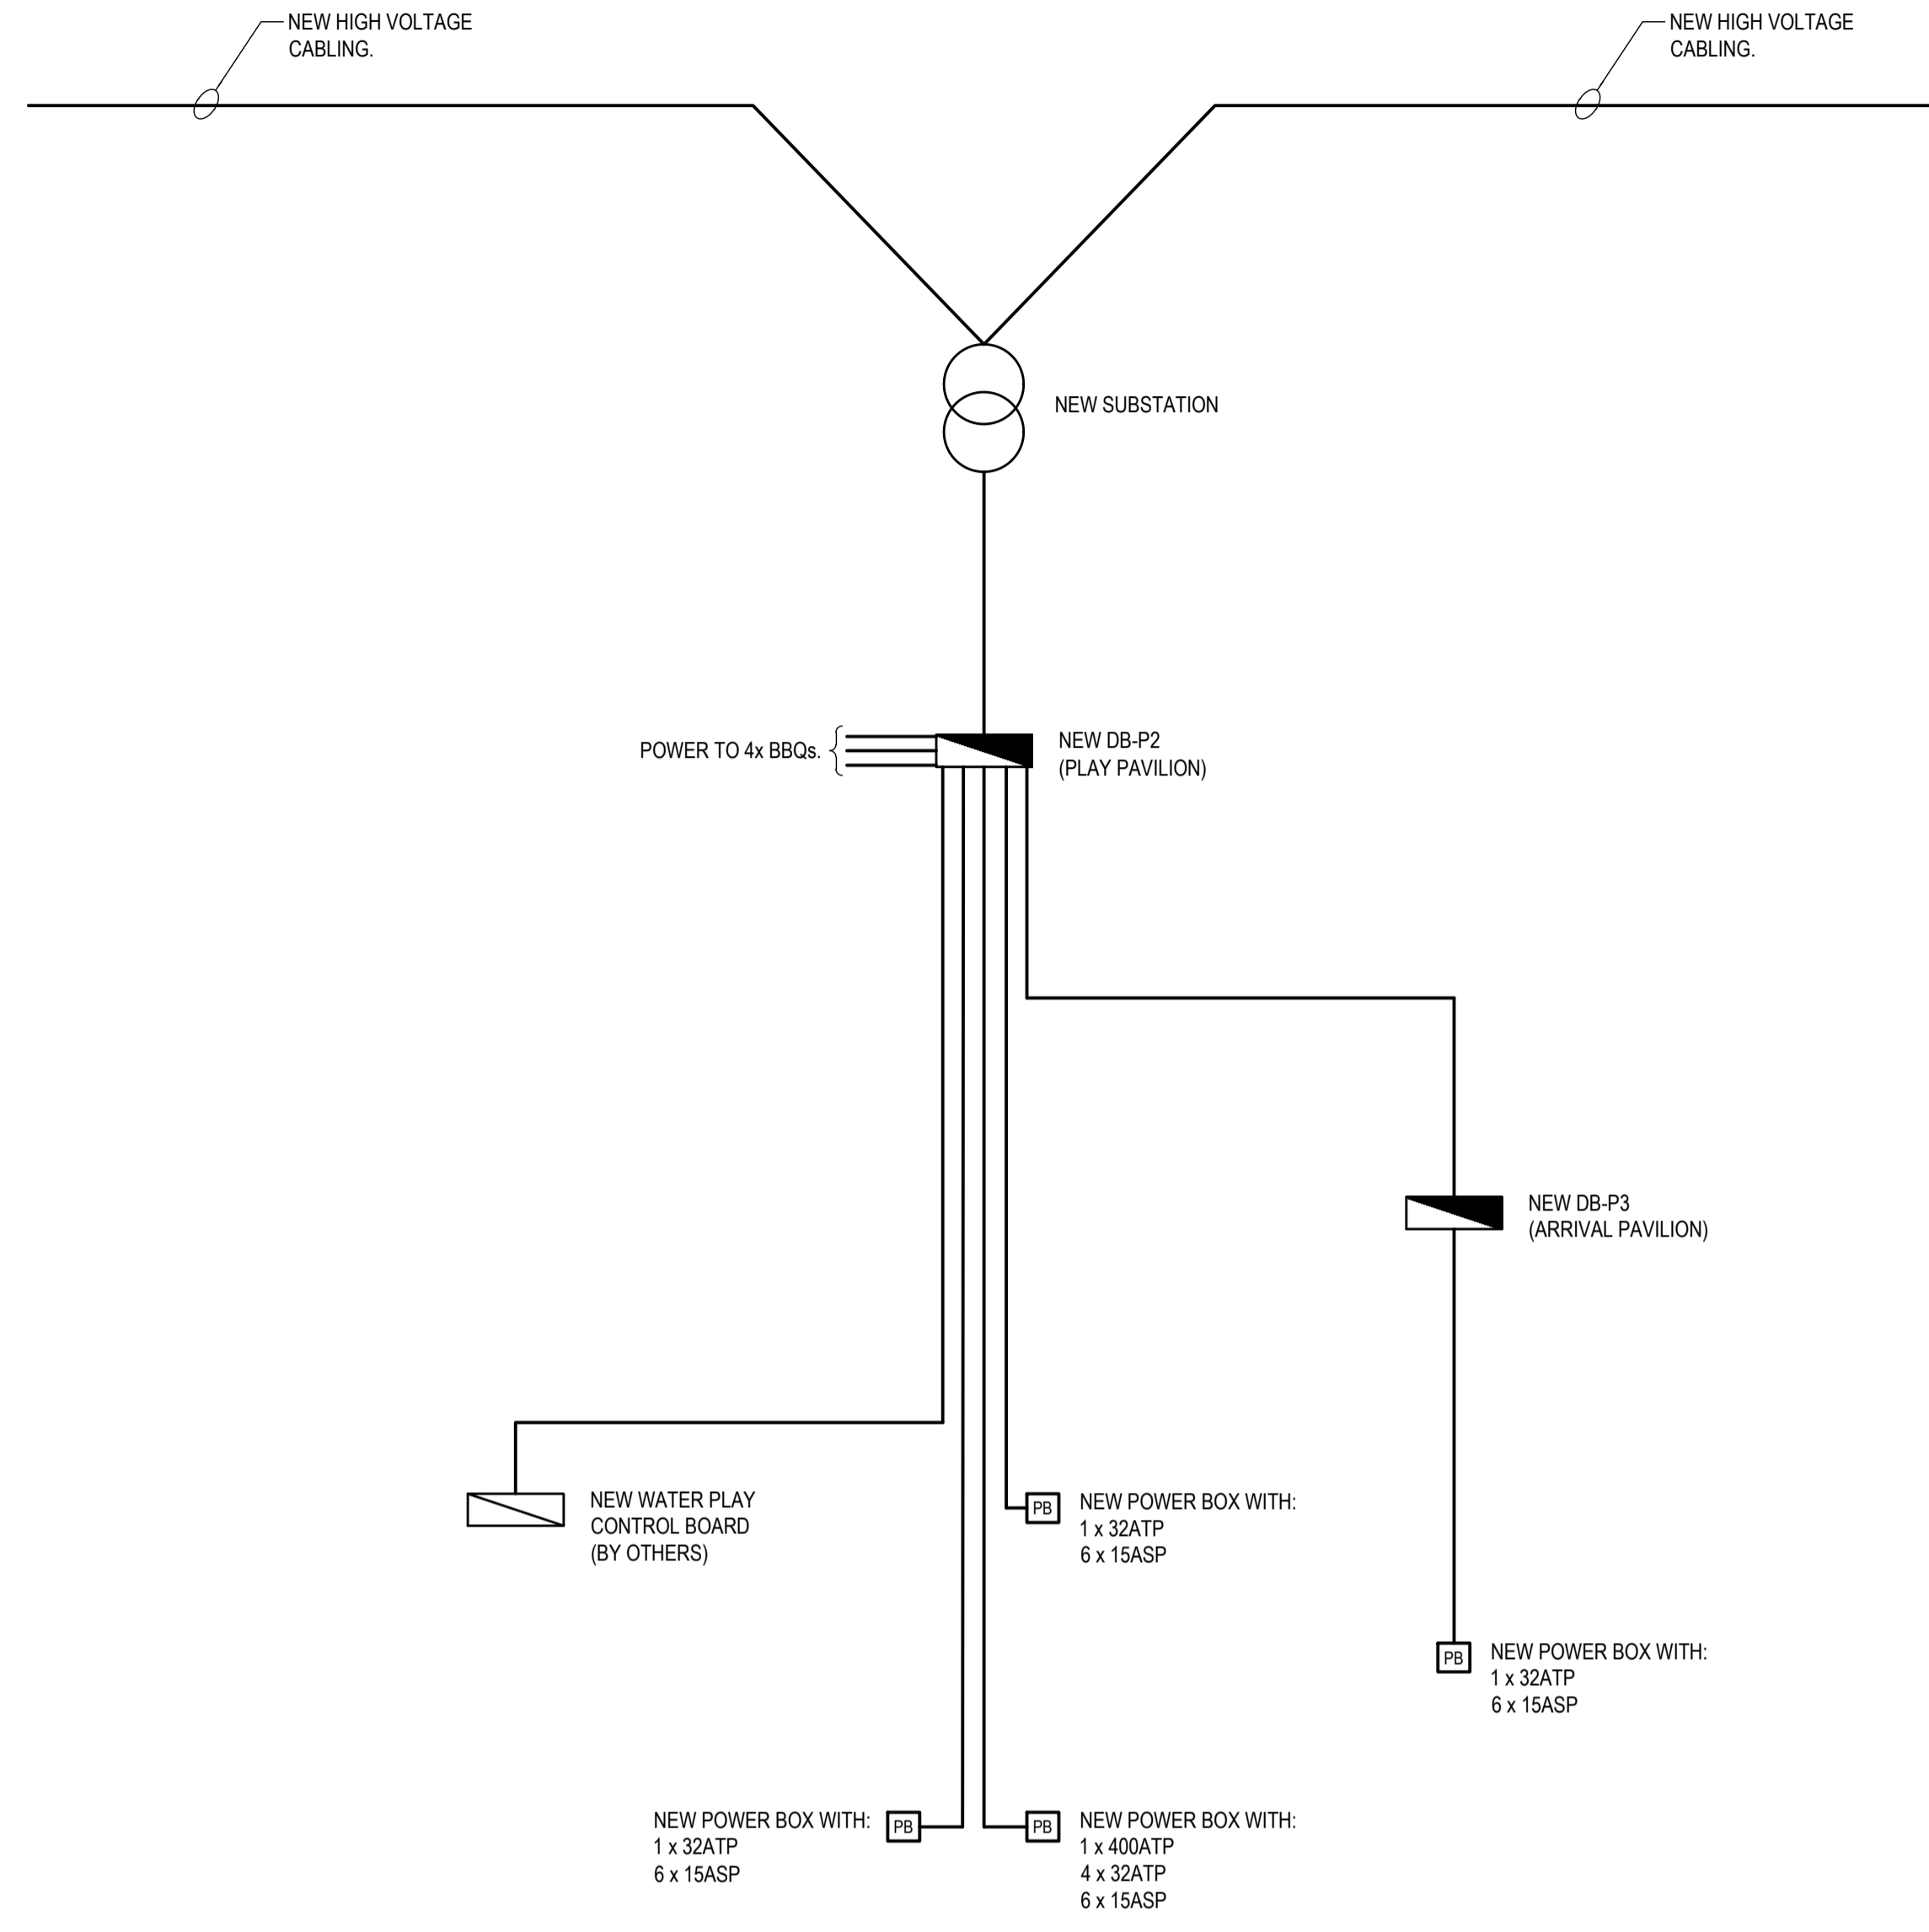 NEW HIGH VOLTAGE
CABLING.
NEW HIGH VOLTAGE
CABLING.
NEW SUBSTATION
POWER TO 4x BBQs.
NEW DB-P2
(PLAY PAVILION)
NEW DB-P3
(ARRIVAL PAVILION)
NEW WATER PLAY
CONTROL BOARD
(BY OTHERS)
PB
NEW POWER BOX WITH:
1 x 32ATP
6 x 15ASP
PB
NEW POWER BOX WITH:
1 x 32ATP
6 x 15ASP
NEW POWER BOX WITH:
1 x 32ATP
6 x 15ASP
PB
PB
NEW POWER BOX WITH:
1 x 400ATP
4 x 32ATP
6 x 15ASP